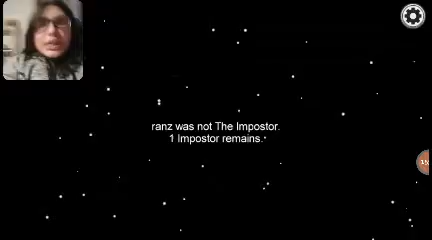 ranz was not The Impostor.
1 Impostor remains.